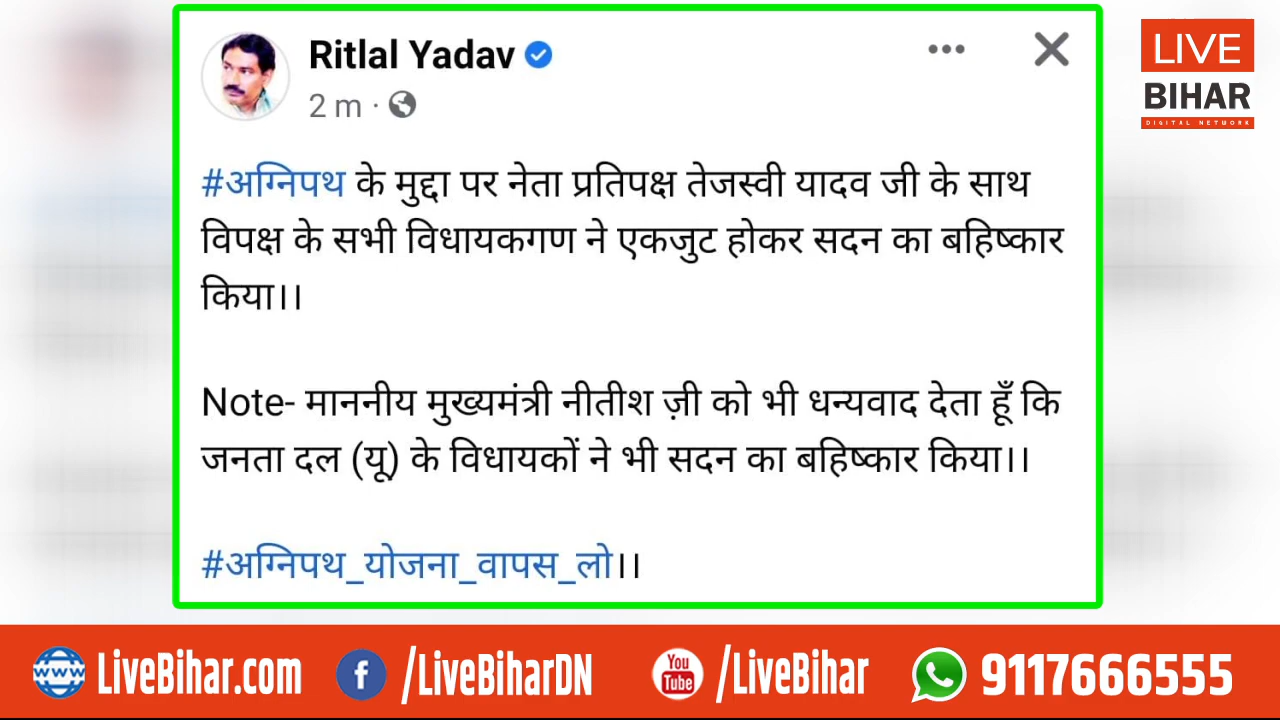 Ritlal Yadav
2 m ·
LIVE
BIHAR
DIGITAL NETWORK
#अग्निपथ के मुद्दा पर नेता प्रतिपक्ष तेजस्वी यादव जी के साथ
विपक्ष के सभी विधायकगण ने एकजुट होकर सदन का बहिष्कार
किया।।
Note- माननीय मुख्यमंत्री नीतीश ज़ी को भी धन्यवाद देता हूँ कि
जनता दल (यू) के विधायकों ने भी सदन का बहिष्कार किया।।
#अग्निपथ_योजना_वापस_लो।।
www LiveBihar.com f /LiveBiharDN You Tube /LiveBihar 9117666555